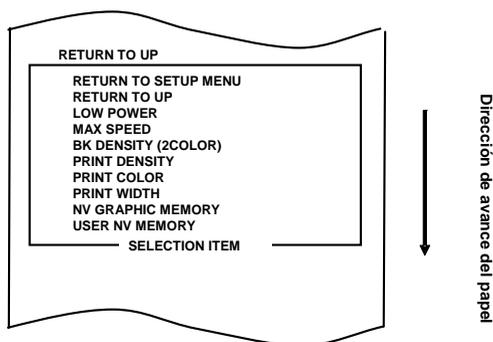 RETURN TO UP
RETURN TO SETUP MENU
RETURN TO UP
LOW POWER
MAX SPEED
BK DENSITY (2COLOR)
PRINT DENSITY
PRINT COLOR
PRINT WIDTH
NV GRAPHIC MEMORY
USER NV MEMORY
SELECTION ITEM
Dirección de avance del papel